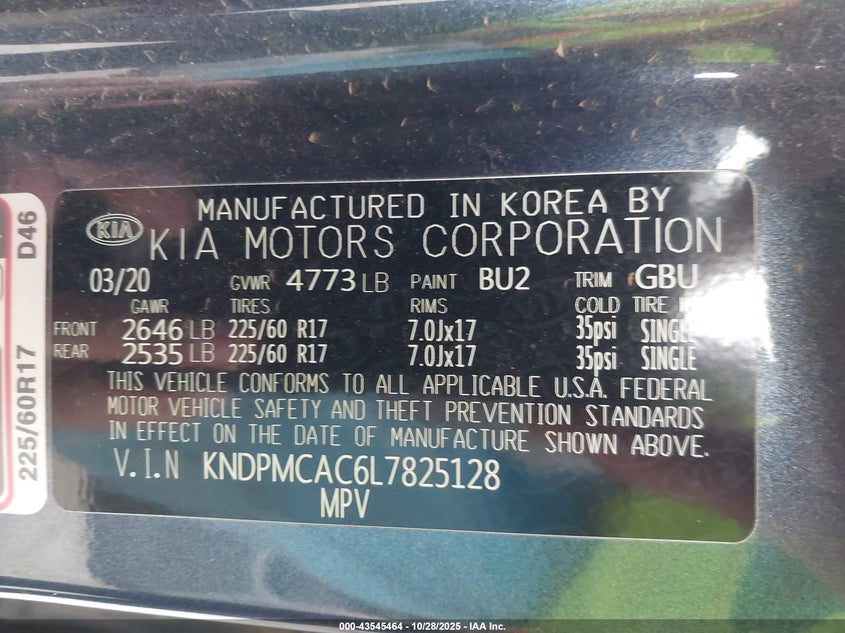 MANUFACTURED IN KOREA BY
KIA
KIA MOTORS CORPORATION
03/20 GVWR 4773 LB PAINT BU2 TRIM GBU
GAWR TIRES RIMS COLD TIRE
FRONT 2646 LB 225/60 R17 7.0Jx17 35psi SINGLE
REAR 2535 LB 225/60 R17 7.0Jx17 35psi SINGLE
THIS VEHICLE CONFORMS TO ALL APPLICABLE U.S.A. FEDERAL
MOTOR VEHICLE SAFETY AND THEFT PREVENTION STANDARDS
IN EFFECT ON THE DATE OF MANUFACTURE SHOWN ABOVE.
V.I.N KNDPMCAC6L7825128
MPV
225/60R17 D46
000-43545464 - 10/28/2025 - IAA Inc.